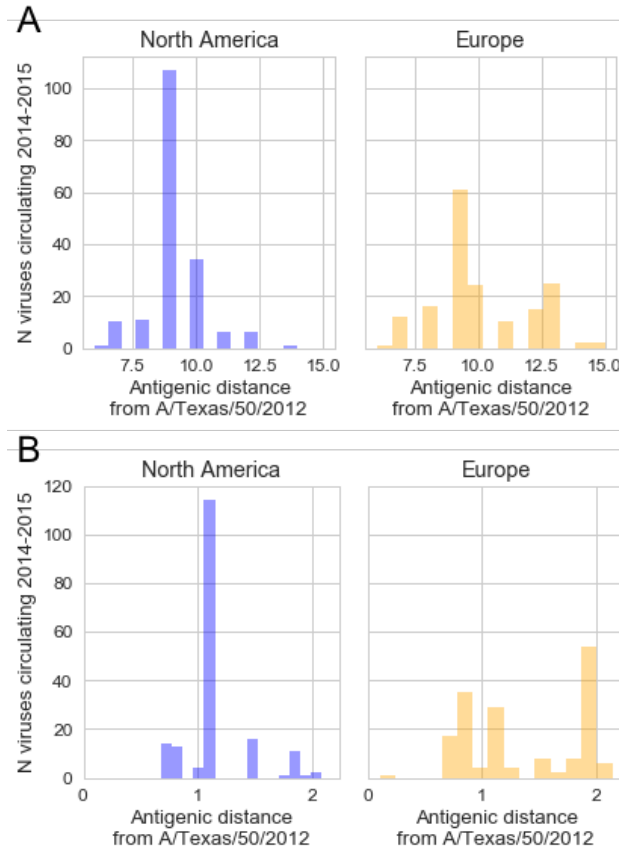 A
North America
Europe
N viruses circulating 2014-2015
100
80
60
40
20
0
7.5
10.0
12.5
15.0
7.5
10.0
12.5
15.0
Antigenic distance
from A/Texas/50/2012
Antigenic distance
from A/Texas/50/2012
B
North America
Europe
N viruses circulating 2014-2015
120
100
80
60
40
20
0
0
1
2
0
1
2
Antigenic distance
from A/Texas/50/2012
Antigenic distance
from A/Texas/50/2012